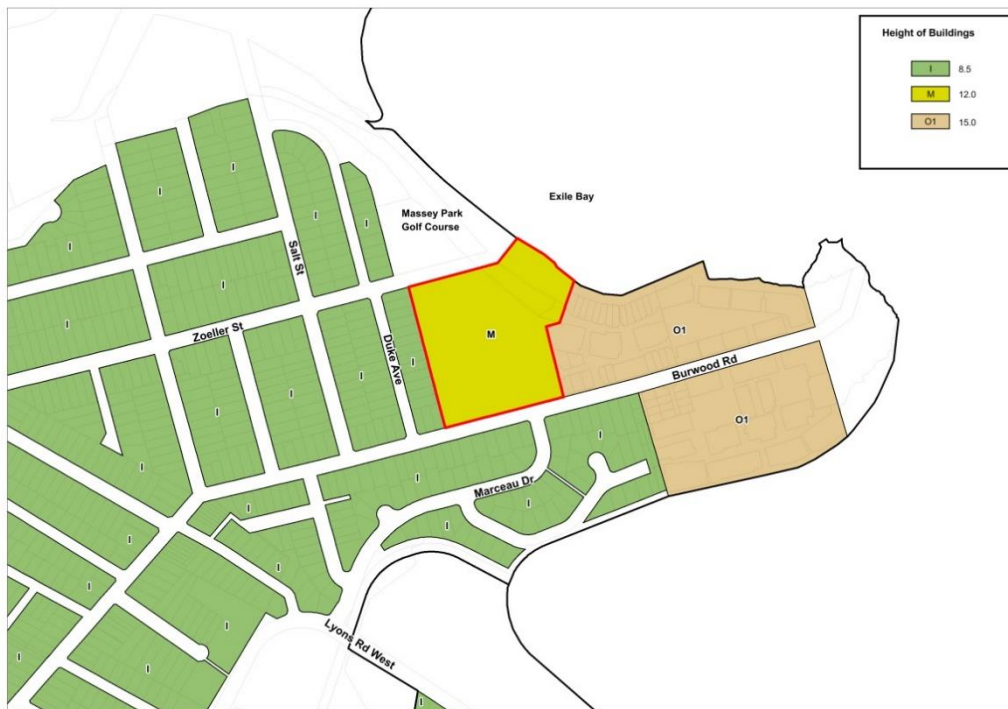 Height of Buildings
I 8.5
M 12.0
O1 15.0
Exile Bay
Massey Park
Golf Course
I
I
I
I
I
Salt St
Zoeller St
I
I
I
I
I
Duke Ave
M
O1
Burwood Rd
O1
I
I
I
Marceau Dr
I
I
I
I
I
I
I
I
I
Lyons Rd West
I